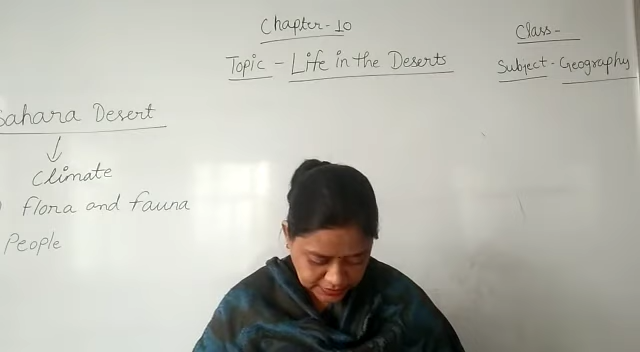 Chapter-10
Topic - Life in the Deserts
Class-
Subject - Geography
Sahara Desert
↓
Climate
flora and fauna
People